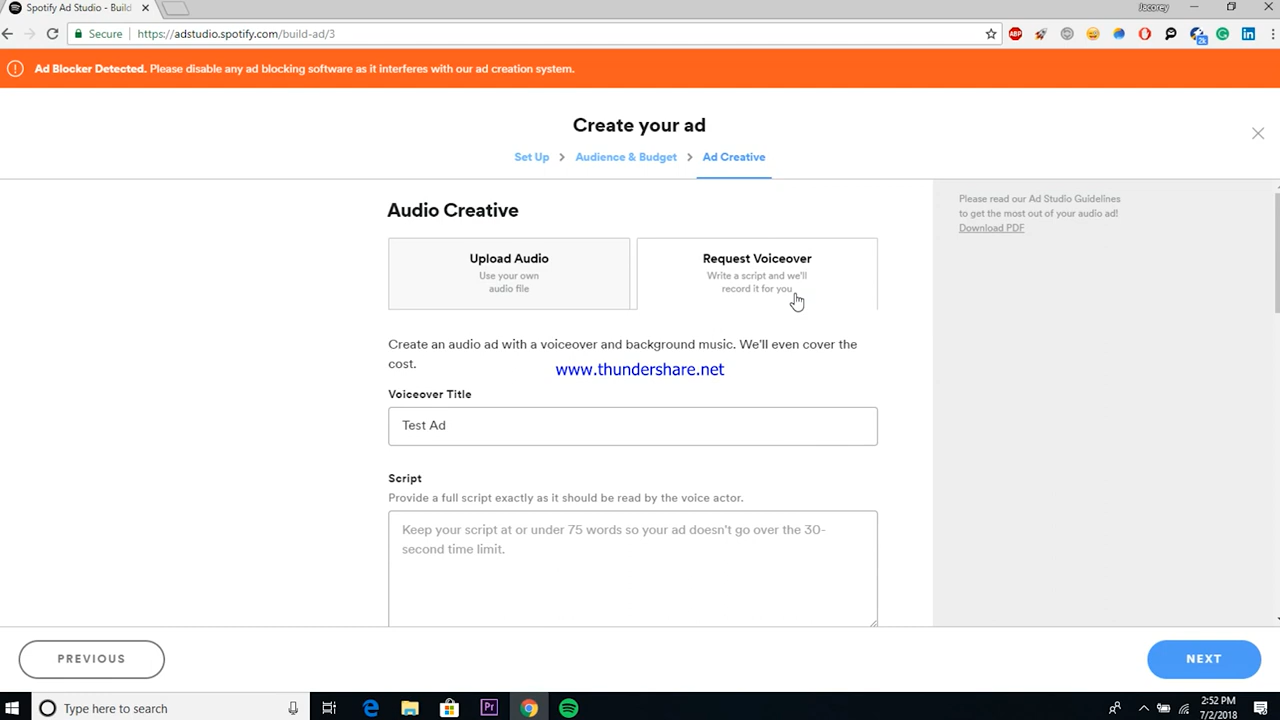 Spotify Ad Studio - Build
Jacorey
Secure
https://adstudio.spotify.com/build-ad/3
ABP
2k
Ad Blocker Detected. Please disable any ad blocking software as it interferes with our ad creation system.
Create your ad
Set Up > Audience & Budget > Ad Creative
Audio Creative
Upload Audio
Use your own
audio file
Request Voiceover
Write a script and we'll
record it for you
Please read our Ad Studio Guidelines
to get the most out of your audio ad!
Download PDF
Create an audio ad with a voiceover and background music. We'll even cover the
cost.
www.thundershare.net
Voiceover Title
Test Ad
Script
Provide a full script exactly as it should be read by the voice actor.
Keep your script at or under 75 words so your ad doesn't go over the 30-
second time limit.
PREVIOUS
NEXT
Type here to search
Pr
2:52 PM
7/2/2018